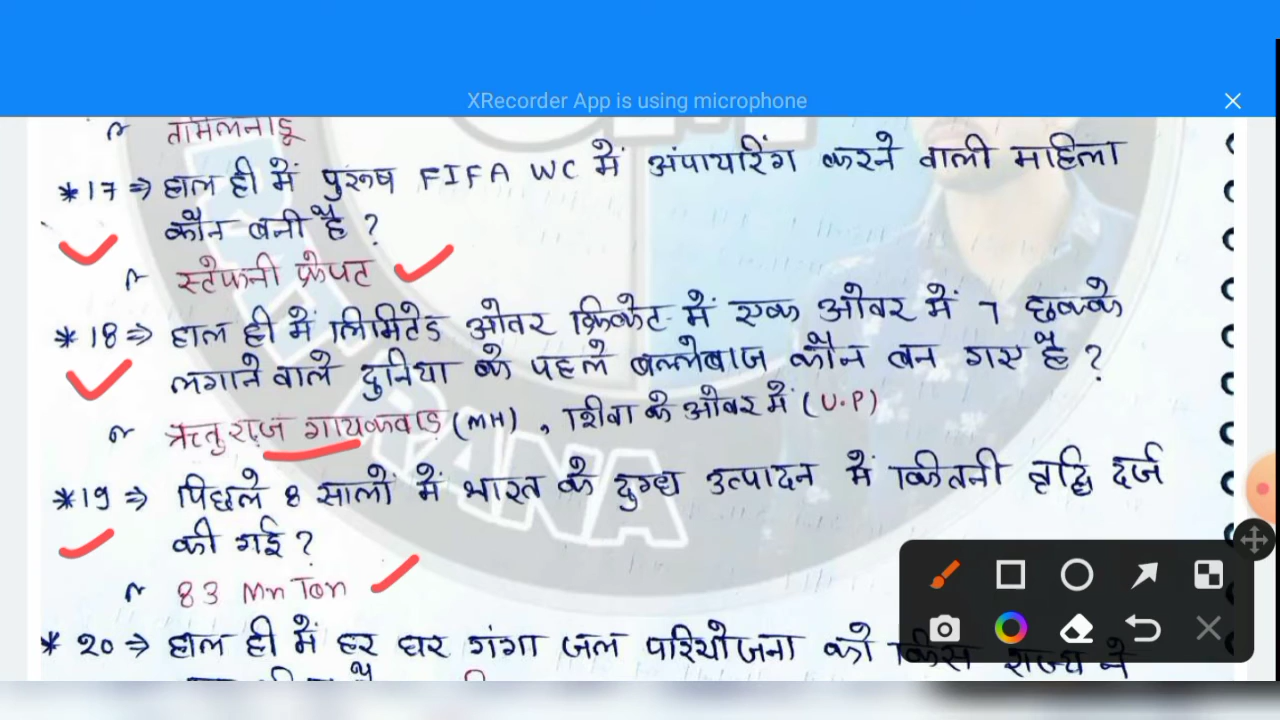 XRecorder App is using microphone
तमिलनाडू
*17⇒ हाल ही में पुरूष FIFA WC में अंपायरिंग करने वाली महिला
कौन बनी है ?
स्टेफनी फ्रेपट
*18⇒ हाल ही में लिमिटेड ओवर क्रिकेट में एक ओवर में 7 छक्के
लगाने वाले दुनिया के पहले बल्लेबाज कौन बन गए है ?
ऋतुराज गायकवाड़ (MH) , शिवा के ओवर में (U.P)
*19 ⇒ पिछले 8 सालों में भारत के दुग्ध उत्पादन में कितनी वृद्धि दर्ज
की गई ?
83 Mn Ton
* 20 ⇒ हाल ही में हर घर गंगा जल परियोजना को किस राज्य ने
RANA